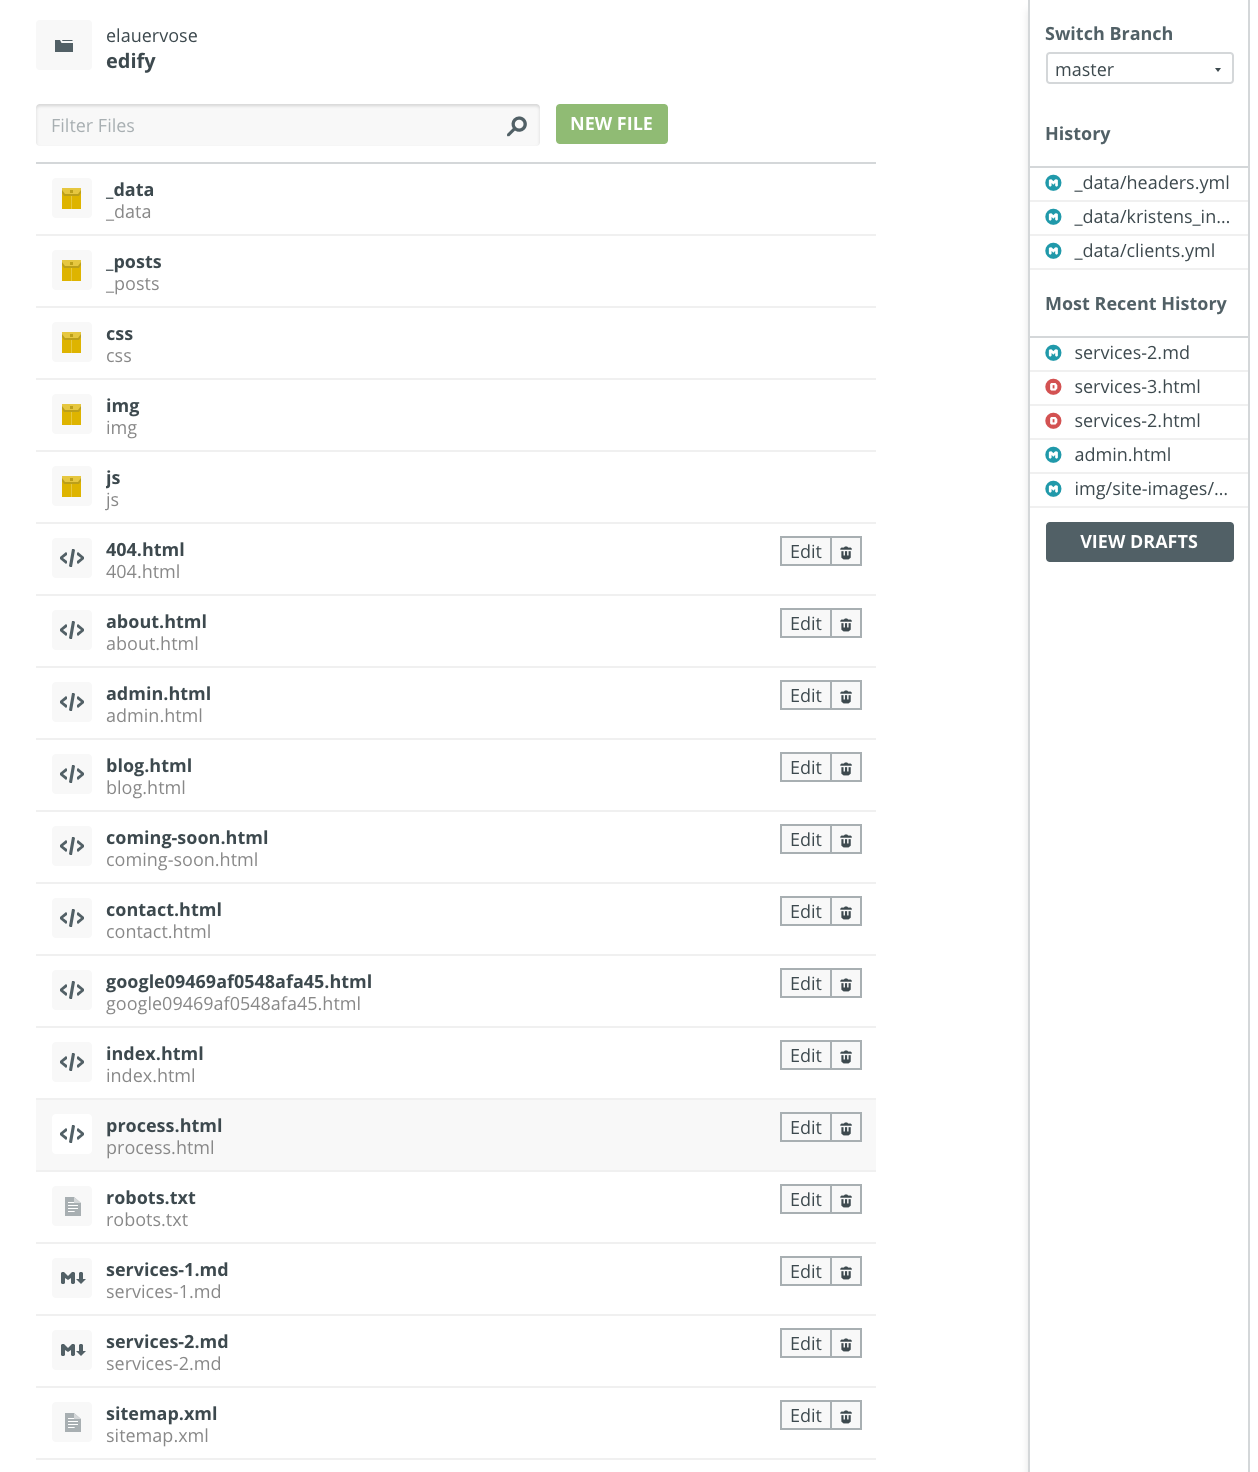 elauervose
edify
Filter Files
NEW FILE
_data
_data
_posts
_posts
css
css
img
img
js
js
404.html
404.html
Edit
about.html
about.html
Edit
admin.html
admin.html
Edit
blog.html
blog.html
Edit
coming-soon.html
coming-soon.html
Edit
contact.html
contact.html
Edit
google09469af0548afa45.html
google09469af0548afa45.html
Edit
index.html
index.html
Edit
process.html
process.html
Edit
robots.txt
robots.txt
Edit
M
services-1.md
services-1.md
Edit
M
services-2.md
services-2.md
Edit
sitemap.xml
sitemap.xml
Edit
Switch Branch
master
History
M _data/headers.yml
M _data/kristens_in...
M _data/clients.yml
Most Recent History
M services-2.md
D services-3.html
D services-2.html
M admin.html
M img/site-images/...
VIEW DRAFTS